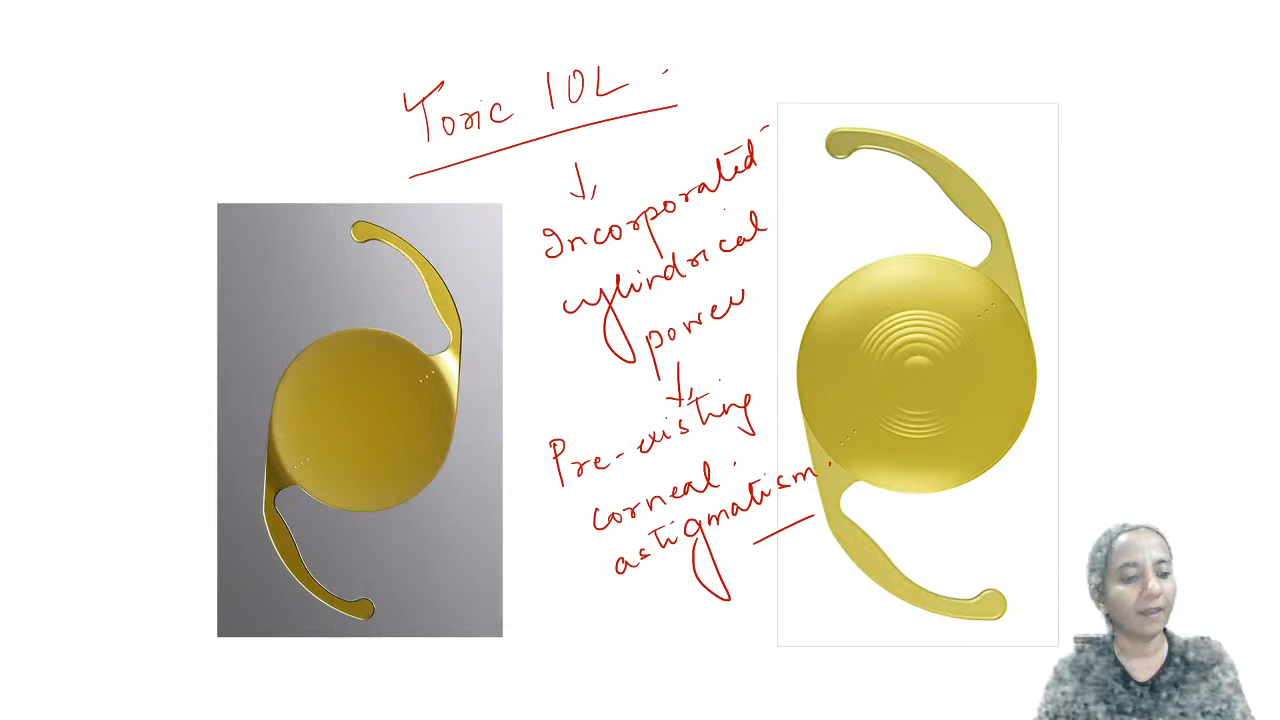 Toric IOL
Incorporated
cylindrical
power
Pre-existing
corneal
astigmatism.